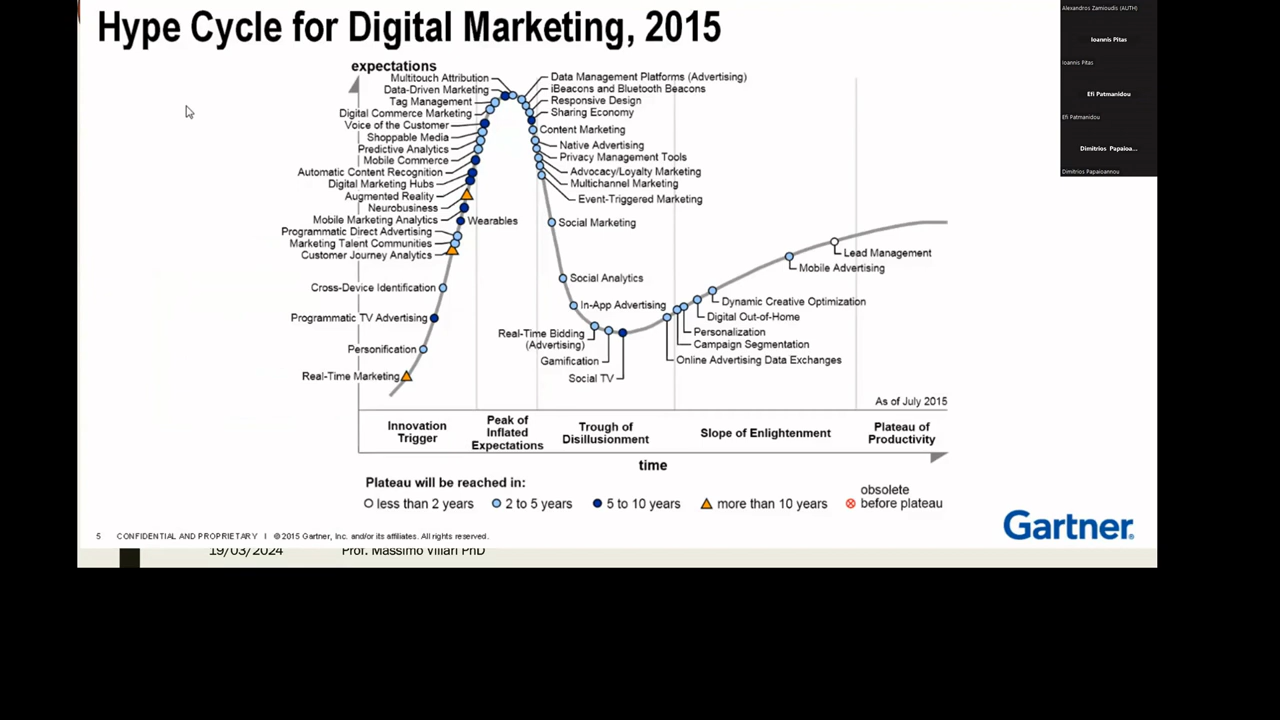 Hype Cycle for Digital Marketing, 2015
Alexandros Zamioudis (AUTH)
Ioannis Pitas
Ioannis Pitas
Efi Patmanidou
Efi Patmanidou
Dimitrios Papaioa...
Dimitrios Papaioannou
expectations
Multitouch Attribution
Data-Driven Marketing
Tag Management
Digital Commerce Marketing
Voice of the Customer
Shoppable Media
Predictive Analytics
Mobile Commerce
Automatic Content Recognition
Digital Marketing Hubs
Augmented Reality
Neurobusiness
Mobile Marketing Analytics
Wearables
Programmatic Direct Advertising
Marketing Talent Communities
Customer Journey Analytics
Cross-Device Identification
Programmatic TV Advertising
Personification
Real-Time Marketing
Data Management Platforms (Advertising)
iBeacons and Bluetooth Beacons
Responsive Design
Sharing Economy
Content Marketing
Native Advertising
Privacy Management Tools
Advocacy/Loyalty Marketing
Multichannel Marketing
Event-Triggered Marketing
Social Marketing
Social Analytics
In-App Advertising
Real-Time Bidding
(Advertising)
Gamification
Social TV
Lead Management
Mobile Advertising
Dynamic Creative Optimization
Digital Out-of-Home
Personalization
Campaign Segmentation
Online Advertising Data Exchanges
As of July 2015
Innovation
Trigger
Peak of
Inflated
Expectations
Trough of
Disillusionment
Slope of Enlightenment
Plateau of
Productivity
time
Plateau will be reached in:
less than 2 years
2 to 5 years
5 to 10 years
more than 10 years
obsolete
before plateau
5 CONFIDENTIAL AND PROPRIETARY I © 2015 Gartner, Inc. and/or its affiliates. All rights reserved.
Gartner.
19/03/2024 Prof. Massimo Villari PhD